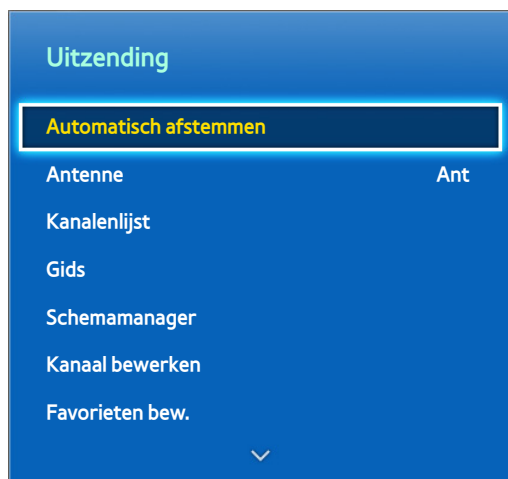 Uitzending
Automatisch afstemmen
Antenne Ant
Kanalenlijst
Gids
Schemamanager
Kanaal bewerken
Favorieten bew.